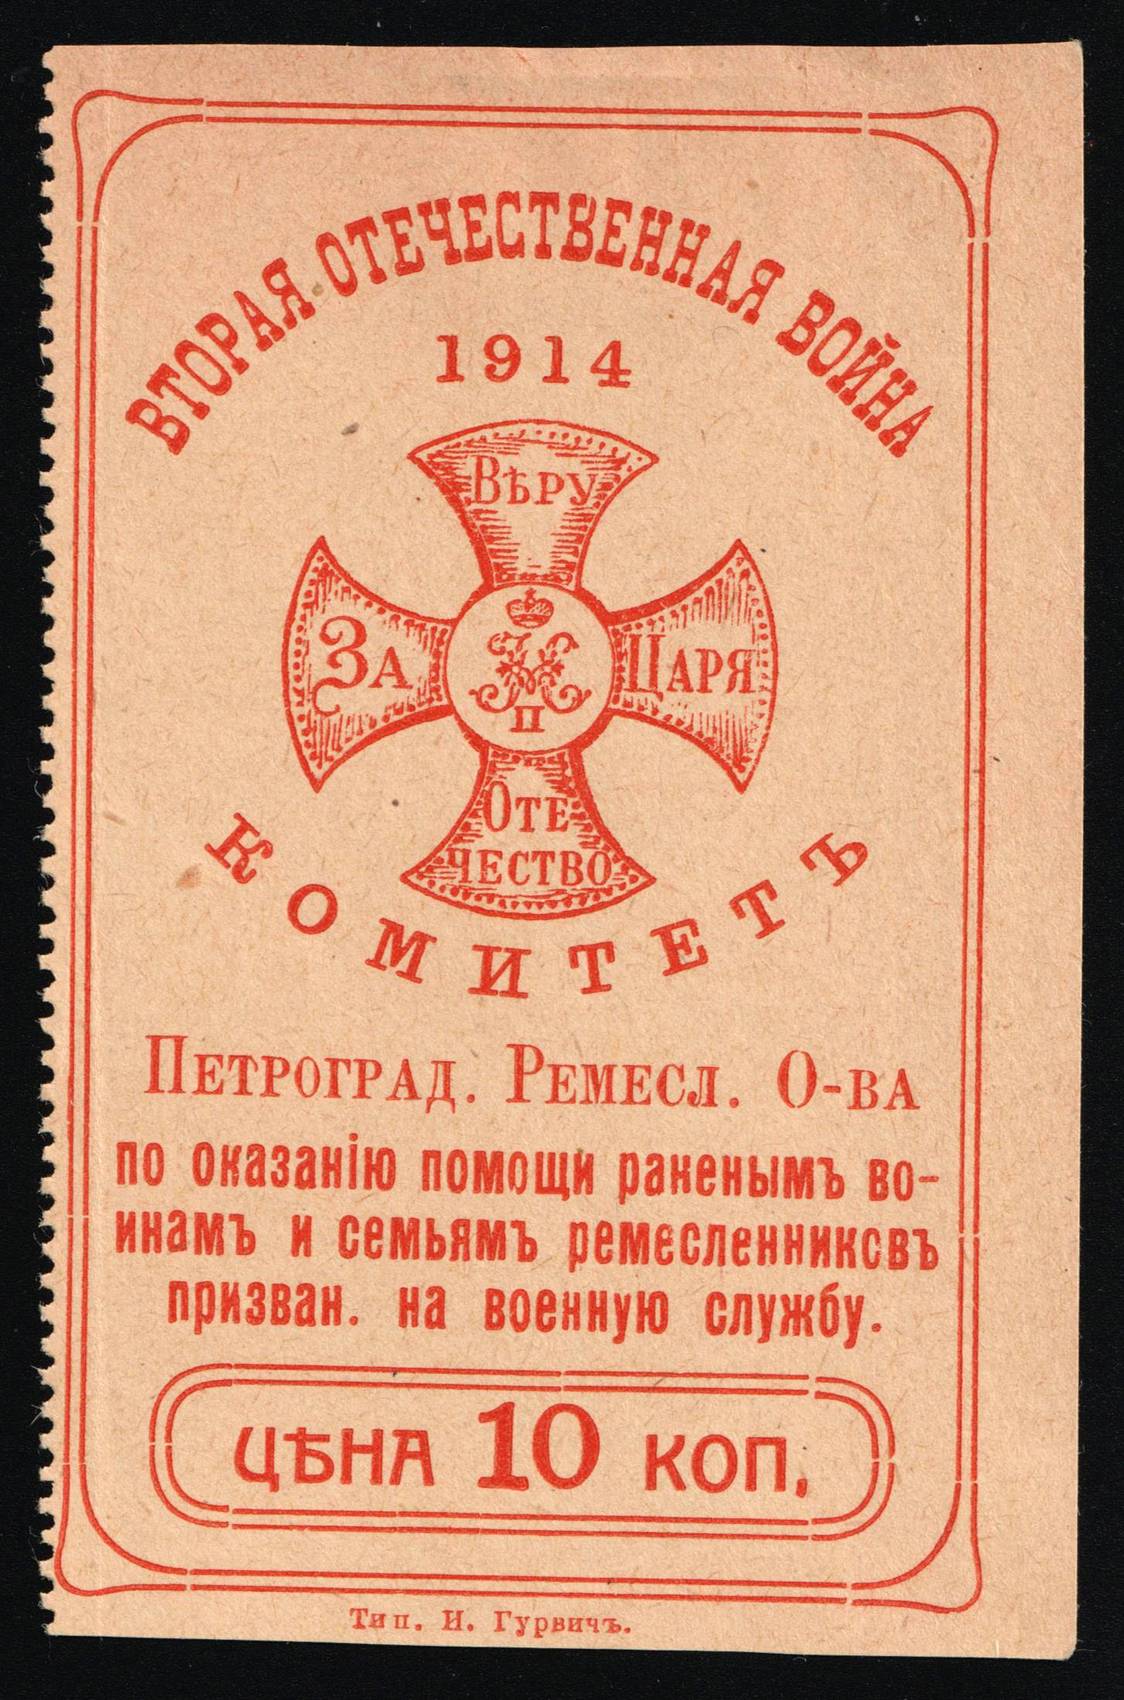 ВТОРАЯ ОТЕЧЕСТВЕННАЯ ВОЙНА
1914
ВѢРУ
ЗА
ЦАРЯ
Н
II
ОТЕ
ЧЕСТВО
КОМИТЕТЪ
ПЕТРОГРАД. РЕМЕСЛ. О-ВА
по оказанію помощи раненымъ во-
инамъ и семьямъ ремесленниковъ
призван. на военную службу.
ЦѢНА 10 КОП.
Тип. И. Гурвичъ.